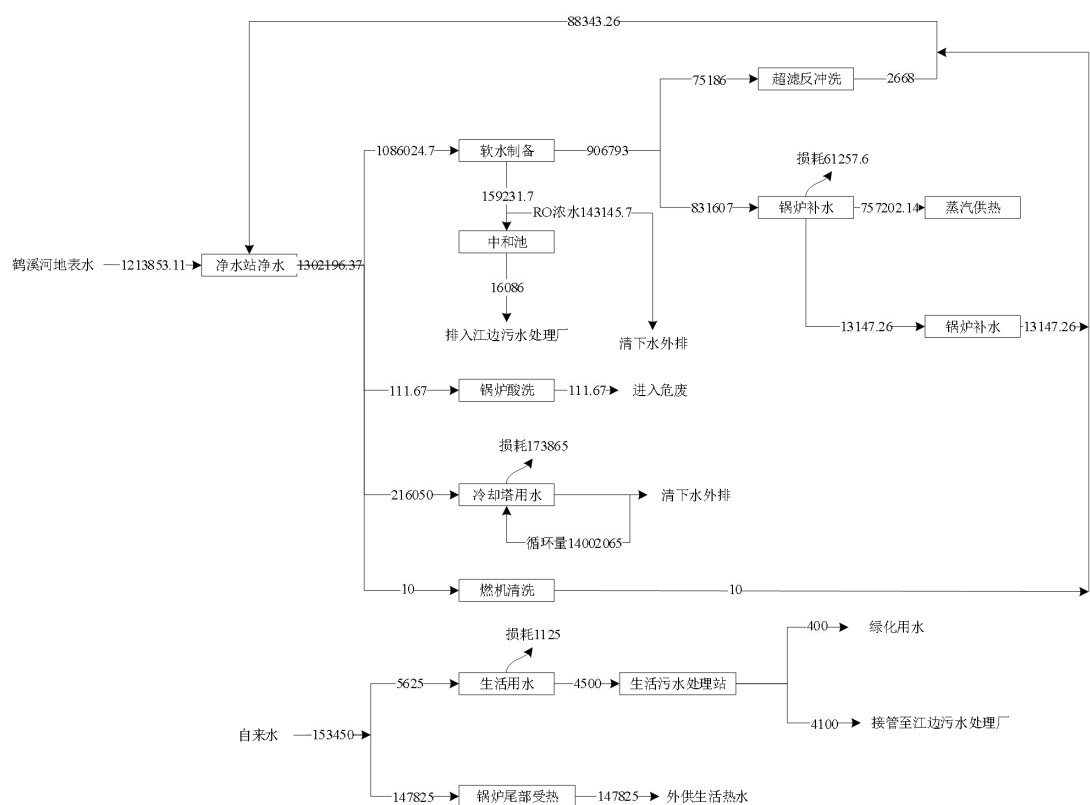 88343.26
75186
超滤反冲洗
2668
1086024.7
软水制备
906793
损耗61257.6
159231.7
831607
锅炉补水
757202.14
蒸汽供热
RO浓水143145.7
中和池
鹤溪河地表水
1213853.11
净水站净水
1302196.37
16086
排入江边污水处理厂
清下水外排
13147.26
锅炉补水
13147.26
111.67
锅炉酸洗
111.67
进入危废
损耗173865
216050
冷却塔用水
清下水外排
循环量14002065
10
燃机清洗
10
400
绿化用水
损耗1125
5625
生活用水
4500
生活污水处理站
4100
接管至江边污水处理厂
自来水
153450
147825
锅炉尾部受热
147825
外供生活热水